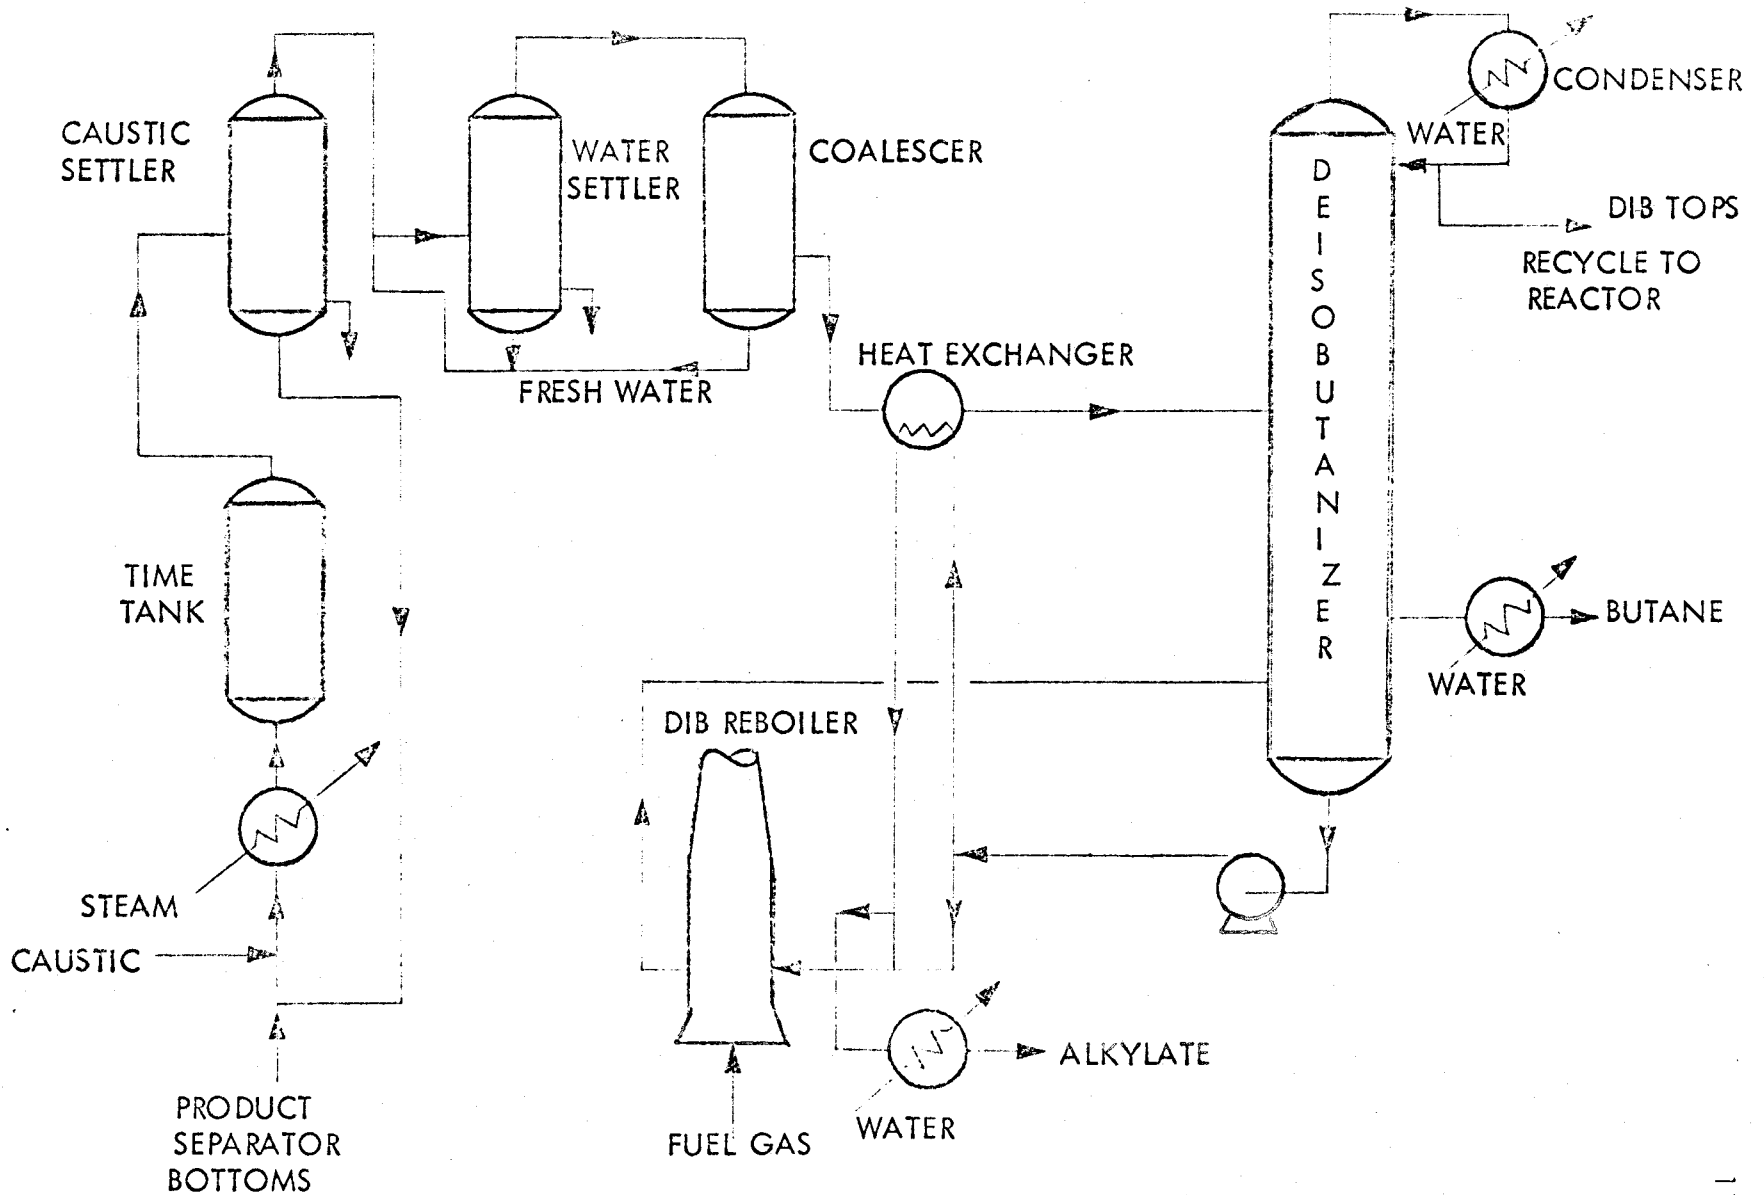 CONDENSER
CAUSTIC
SETTLER
WATER
SETTLER
COALESCER
WATER
DEISOBUTANIZER
DIB TOPS
RECYCLE TO
REACTOR
HEAT EXCHANGER
FRESH WATER
TIME
TANK
BUTANE
WATER
DIB REBOILER
STEAM
CAUSTIC
ALKYLATE
PRODUCT
SEPARATOR
BOTTOMS
FUEL GAS
WATER